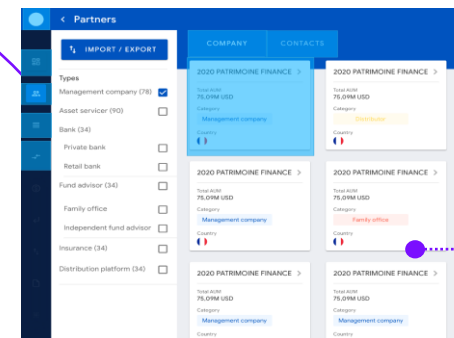 < Partners
IMPORT / EXPORT
COMPANY
CONTACTS
Types
Management company (78)
Asset servicer (90)
Bank (34)
Private bank
Retail bank
Fund advisor (34)
Family office
Independent fund advisor
Insurance (34)
Distribution platform (34)
2020 PATRIMOINE FINANCE >
Total AUM
75,09M USD
Category
Management company
Country
2020 PATRIMOINE FINANCE >
Total AUM
75,09M USD
Category
Distributor
Country
2020 PATRIMOINE FINANCE >
Total AUM
75,09M USD
Category
Management company
Country
2020 PATRIMOINE FINANCE >
Total AUM
75,09M USD
Category
Family office
Country
2020 PATRIMOINE FINANCE >
Total AUM
75,09M USD
Category
Management company
Country
2020 PATRIMOINE FINANCE >
Total AUM
75,09M USD
Category
Management company
Country